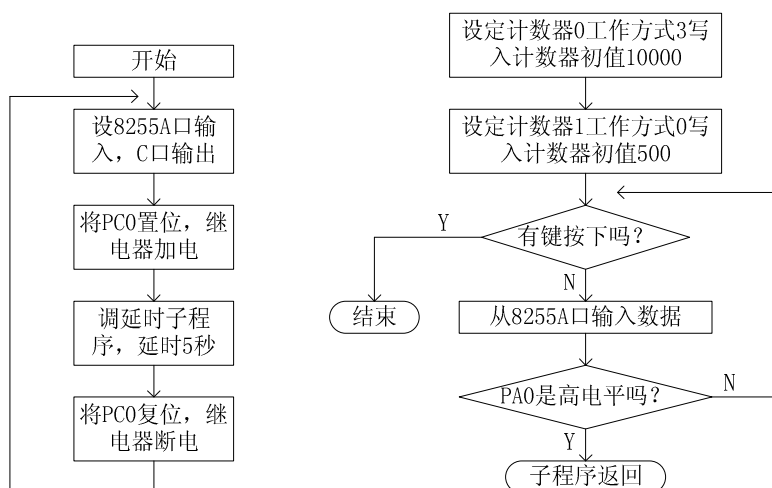 开始
设8255A口输
入，C口输出
将PC0置位，继
电器加电
调延时子程
序，延时5秒
将PC0复位，继
电器断电
设定计数器0工作方式3写
入计数器初值10000
设定计数器1工作方式0写
入计数器初值500
有键按下吗？
Y
N
结束
从8255A口输入数据
PA0是高电平吗？
N
Y
子程序返回